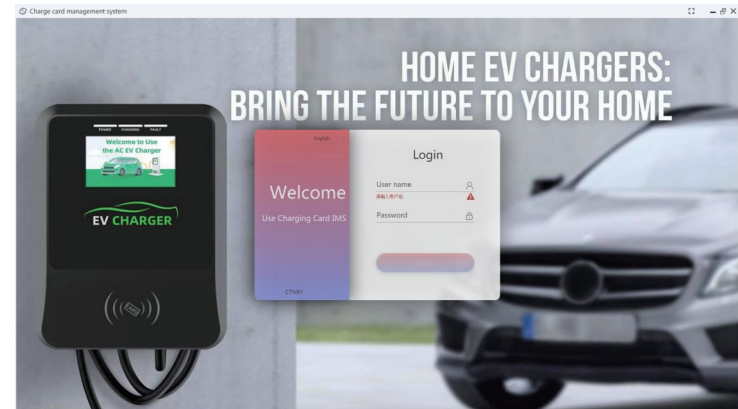 Charge card management system
HOME EV CHARGERS:
BRING THE FUTURE TO YOUR HOME
POWER CHARGING FAULT
Welcome to Use
the AC EV Charger
EV CHARGER
CARD
English
Welcome
Use Charging Card IMS
Login
User name
请输入用户名
Password